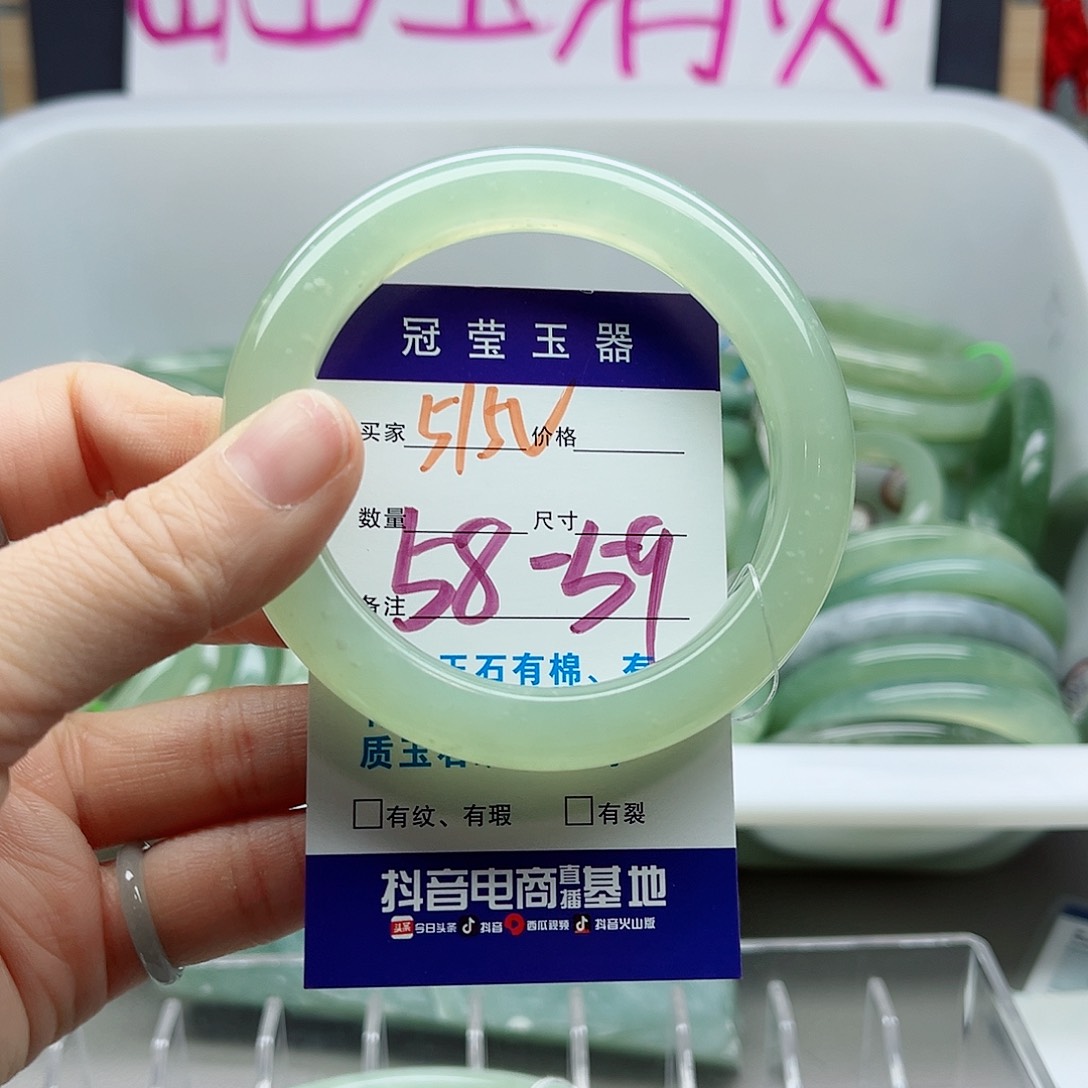 冠莹玉器
买家 515V 价格
数量 尺寸
58-59
备注
玉石有棉、有
质玉石
有纹、有瑕 有裂
抖音电商直播基地
头条 今日头条 抖音 西瓜视频 抖音火山版